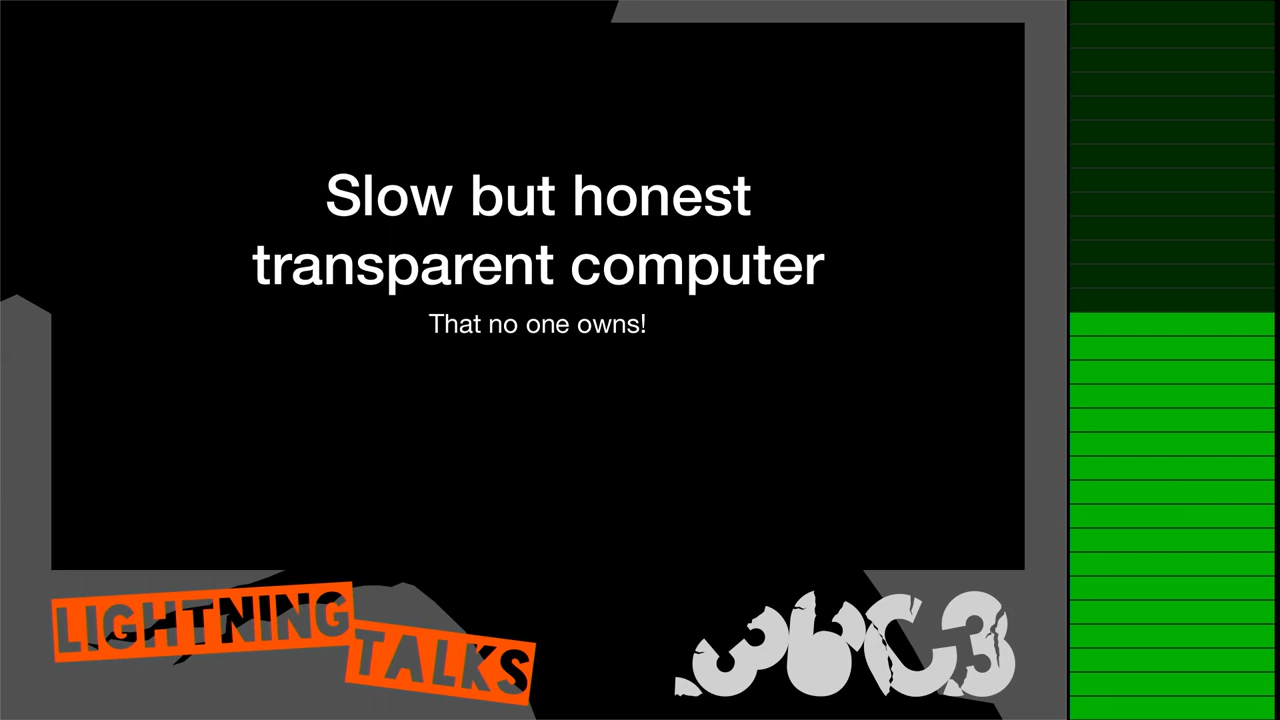 Slow but honest
transparent computer
That no one owns!
LIGHTNING
TALKS
36C3